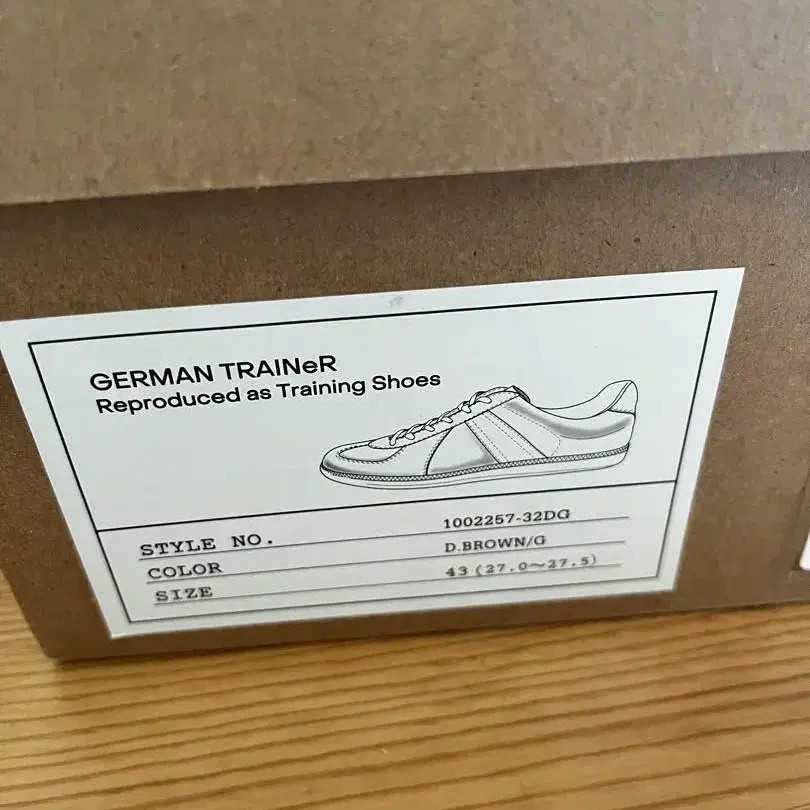 GERMAN TRAINeR
Reproduced as Training Shoes
STYLE NO. 1002257-32DG
COLOR D.BROWN/G
SIZE 43(27.0~27.5)